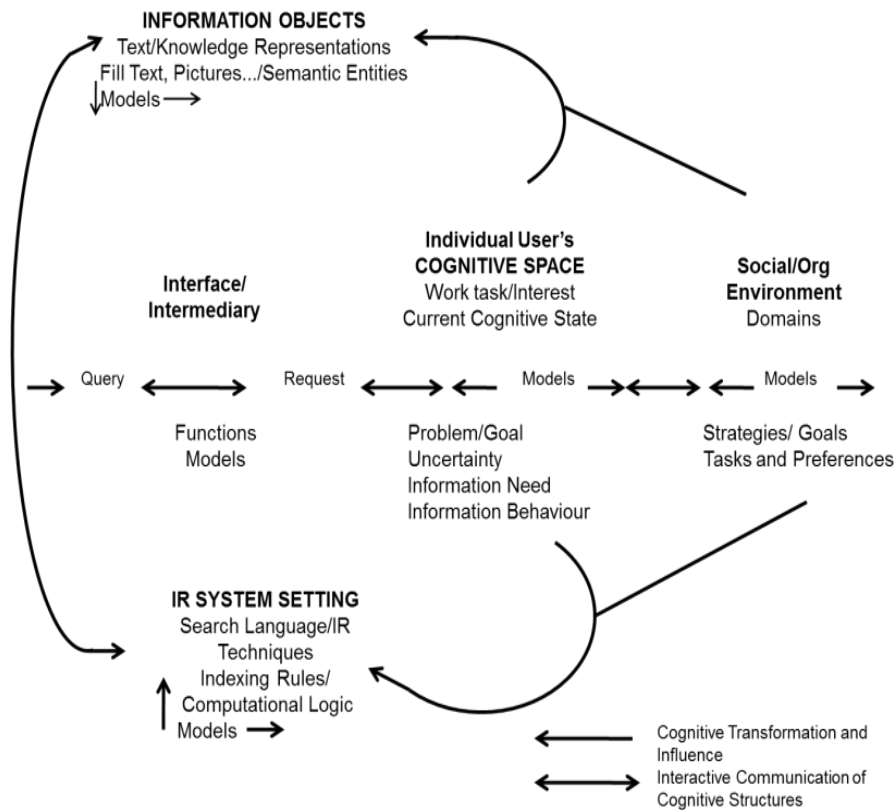 INFORMATION OBJECTS
Text/Knowledge Representations
Fill Text, Pictures.../Semantic Entities
Models
Individual User's
COGNITIVE SPACE
Work task/Interest
Current Cognitive State
Interface/
Intermediary
Social/Org
Environment
Domains
Query
Request
Models
Models
Functions
Models
Problem/Goal
Uncertainty
Information Need
Information Behaviour
Strategies/ Goals
Tasks and Preferences
IR SYSTEM SETTING
Search Language/IR
Techniques
Indexing Rules/
Computational Logic
Models
Cognitive Transformation and
Influence
Interactive Communication of
Cognitive Structures